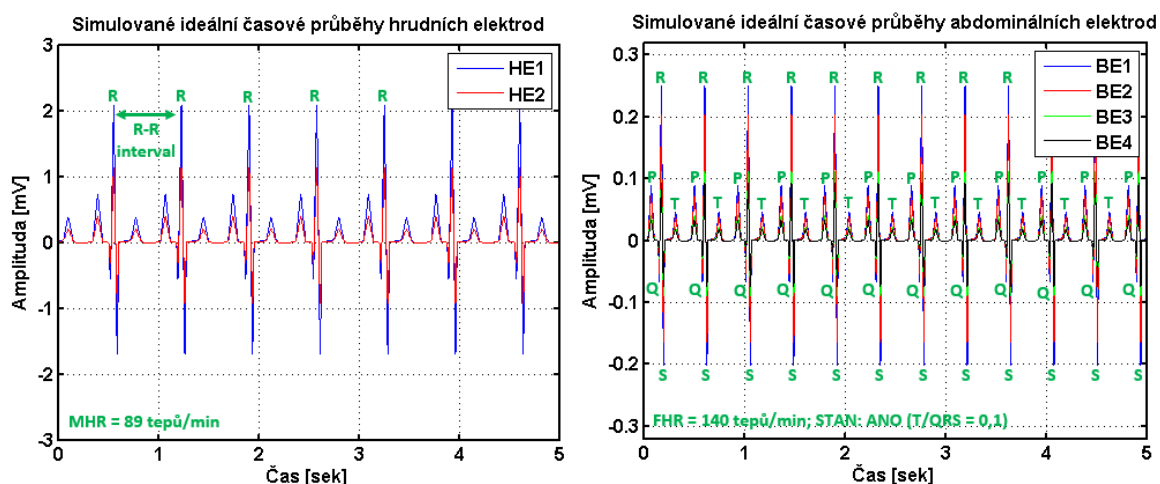 Simulované ideální časové průběhy hrudních elektrod
3
2
1
0
-1
-2
-3
Amplituda [mV]
HE1
HE2
R R R R R
R-R
interval
MHR = 89 tepů/min
0 1 2 3 4 5
Čas [sek]
Simulované ideální časové průběhy abdominálních elektrod
0.3
0.2
0.1
0
-0.1
-0.2
-0.3
Amplituda [mV]
BE1
BE2
BE3
BE4
R R R R R R R R R
P P P P P P P P P P P P
T T T T T T T T T T T
Q Q Q Q Q Q Q Q Q Q Q Q
S S S S S S S S S S S S
FHR = 140 tepů/min; STAN: ANO (T/QRS = 0,1)
0 1 2 3 4 5
Čas [sek]